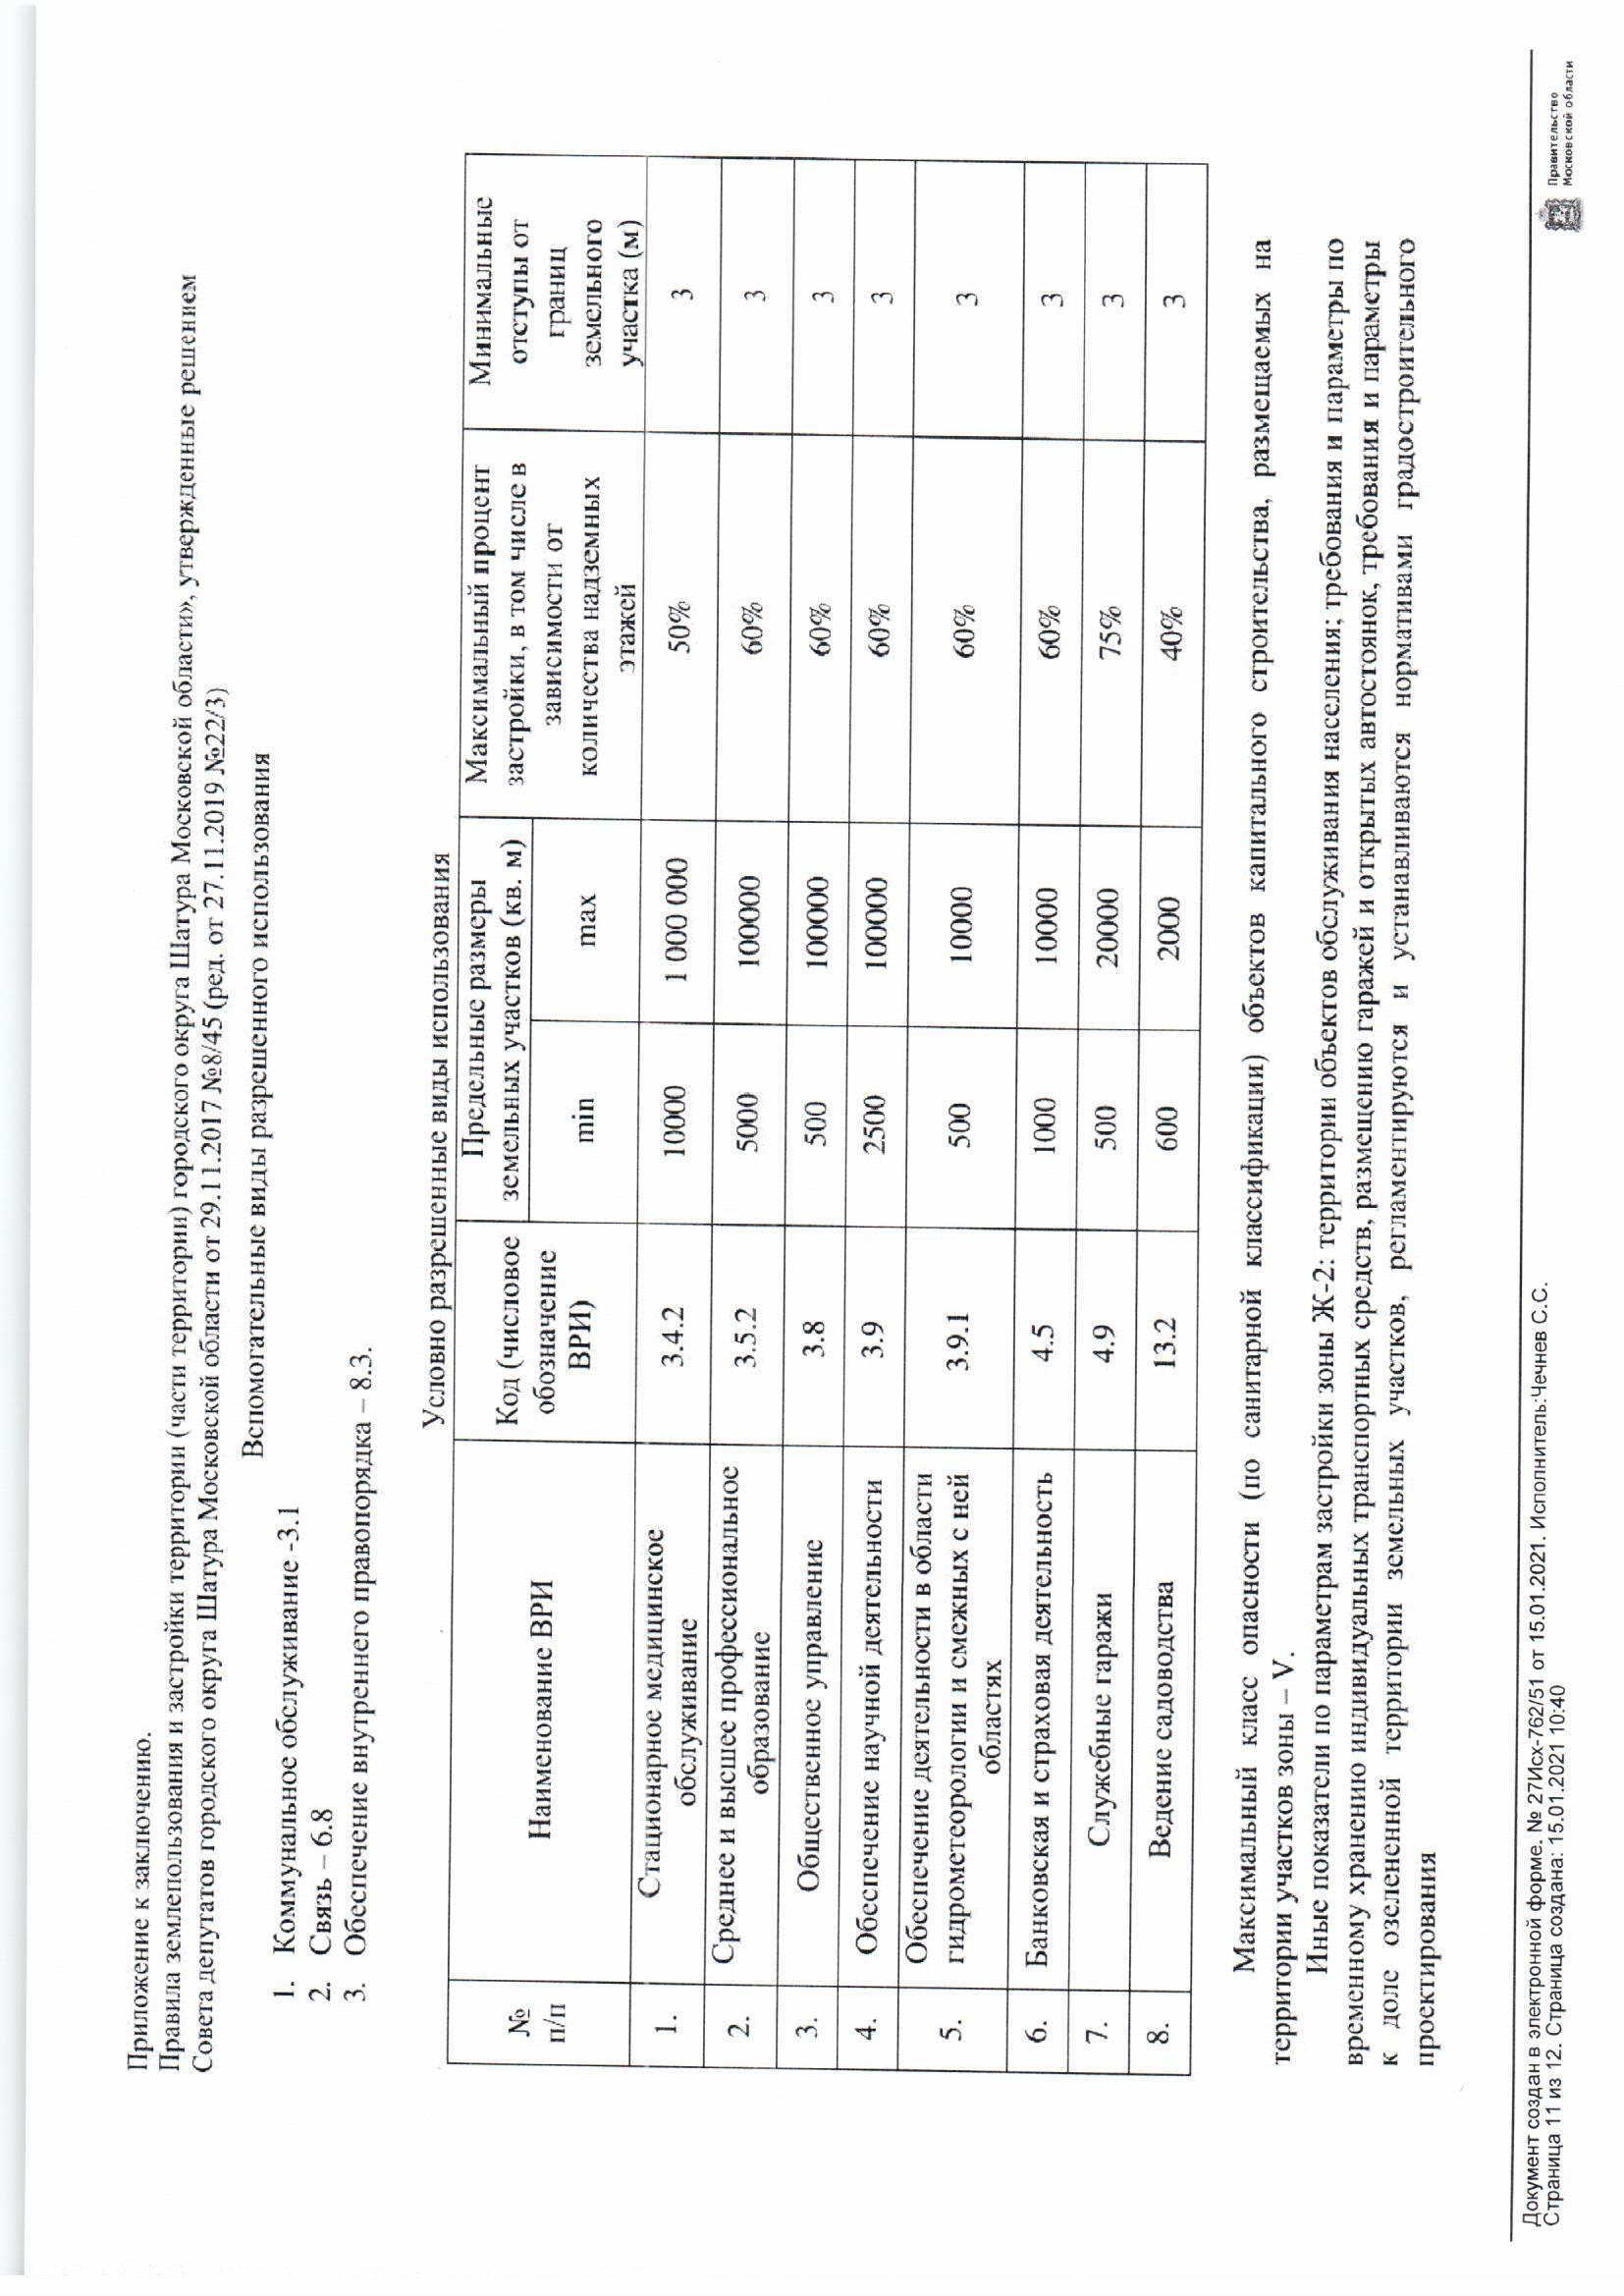 Приложение к заключению.
Правила землепользования и застройки территории (части территории) городского округа Шатура Московской области», утвержденные решением
Совета депутатов городского округа Шатура Московской области от 29.11.2017 №8/45 (ред. от 27.11.2019 №22/3)
Вспомогательные виды разрешенного использования
1. Коммунальное обслуживание -3.1
2. Связь – 6.8
3. Обеспечение внутреннего правопорядка – 8.3.
Условно разрешенные виды использования
№ п/п
Наименование ВРИ
Код (числовое
обозначение
ВРИ)
Предельные размеры
земельных участков (кв. м)
min max
Максимальный процент
застройки, в том числе в
зависимости от
количества надземных
этажей
Минимальные
отступы от
границ
земельного
участка (м)
1. Стационарное медицинское 3.4.2 10000 1 000 000 50% 3
обслуживание
2. Среднее и высшее профессиональное 3.5.2 5000 100000 60% 3
образование
3. Общественное управление 3.8 500 100000 60% 3
4. Обеспечение научной деятельности 3.9 2500 100000 60% 3
5. Обеспечение деятельности в области 3.9.1 500 10000 60% 3
гидрометеорологии и смежных с ней
областях
6. Банковская и страховая деятельность 4.5 1000 10000 60% 3
7. Служебные гаражи 4.9 500 20000 75% 3
8. Ведение садоводства 13.2 600 2000 40% 3
Максимальный класс опасности (по санитарной классификации) объектов капитального строительства, размещаемых на
территории участков зоны – V.
Иные показатели по параметрам застройки зоны Ж-2: территории объектов обслуживания населения; требования и параметры по
временному хранению индивидуальных транспортных средств, размещению гаражей и открытых автостоянок, требования и параметры
к доле озелененной территории земельных участков, регламентируются и устанавливаются нормативами градостроительного
проектирования
Документ создан в электронной форме. № 27Исх-762/51 от 15.01.2021. Исполнитель:Чечнев С.С.
Страница 11 из 12. Страница создана: 15.01.2021 10:40
Правительство
Московской области